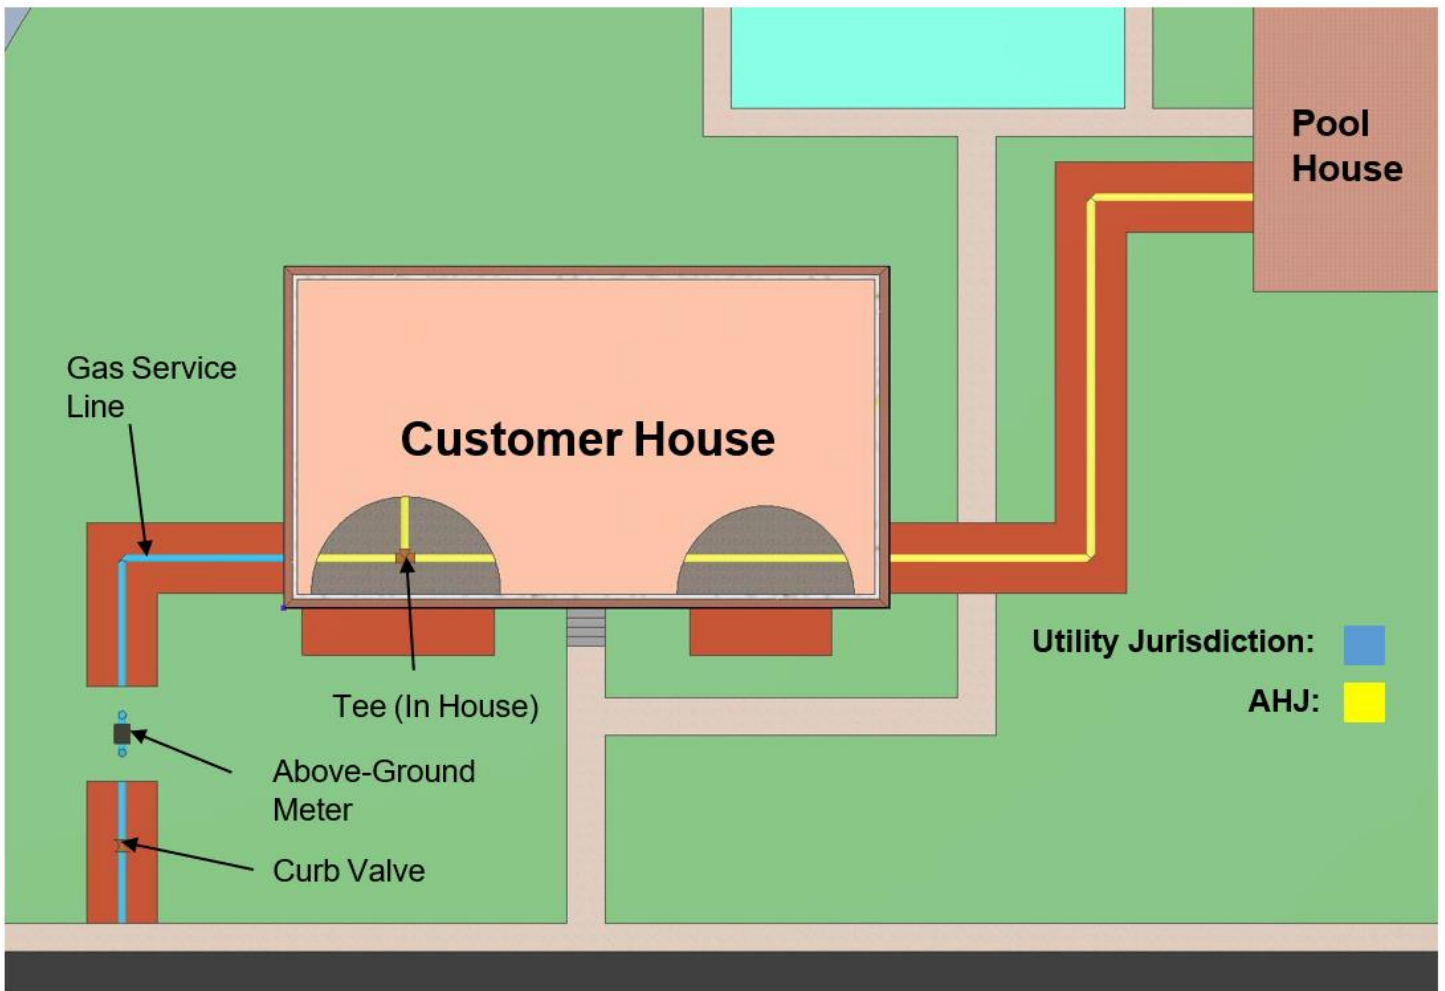 Pool
House
Gas Service
Line
Customer House
Utility Jurisdiction:
AHJ:
Tee (In House)
Above-Ground
Meter
Curb Valve